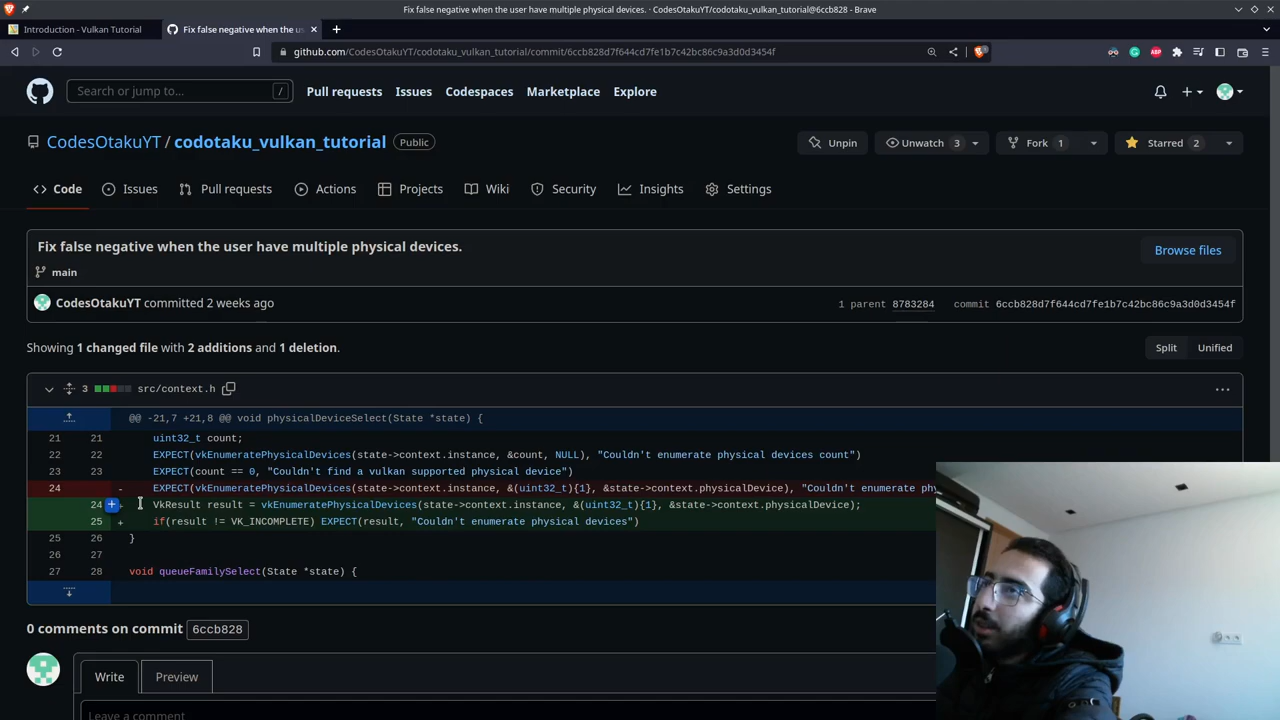 Fix false negative when the user have multiple physical devices. · CodesOtakuYT/codotaku_vulkan_tutorial@6ccb828 - Brave
Introduction - Vulkan Tutorial
Fix false negative when the us
github.com/CodesOtakuYT/codotaku_vulkan_tutorial/commit/6ccb828d7f644cd7fe1b7c42bc86c9a3d0d3454f
Search or jump to... /
Pull requests Issues Codespaces Marketplace Explore
CodesOtakuYT / codotaku_vulkan_tutorial Public
Unpin Unwatch 3 Fork 1 Starred 2
Code Issues Pull requests Actions Projects Wiki Security Insights Settings
Fix false negative when the user have multiple physical devices.
Browse files
main
CodesOtakuYT committed 2 weeks ago
1 parent 8783284 commit 6ccb828d7f644cd7fe1b7c42bc86c9a3d0d3454f
Showing 1 changed file with 2 additions and 1 deletion.
Split Unified
3 src/context.h
@@ -21,7 +21,8 @@ void physicalDeviceSelect(State *state) {
21 21 uint32_t count;
22 22 EXPECT(vkEnumeratePhysicalDevices(state->context.instance, &count, NULL), "Couldn't enumerate physical devices count")
23 23 EXPECT(count == 0, "Couldn't find a vulkan supported physical device")
24 - EXPECT(vkEnumeratePhysicalDevices(state->context.instance, &(uint32_t){1}, &state->context.physicalDevice), "Couldn't enumerate phy
24 + VkResult result = vkEnumeratePhysicalDevices(state->context.instance, &(uint32_t){1}, &state->context.physicalDevice);
25 + if(result != VK_INCOMPLETE) EXPECT(result, "Couldn't enumerate physical devices")
25 26 }
26 27
27 28 void queueFamilySelect(State *state) {
0 comments on commit 6ccb828
Write Preview
Leave a comment